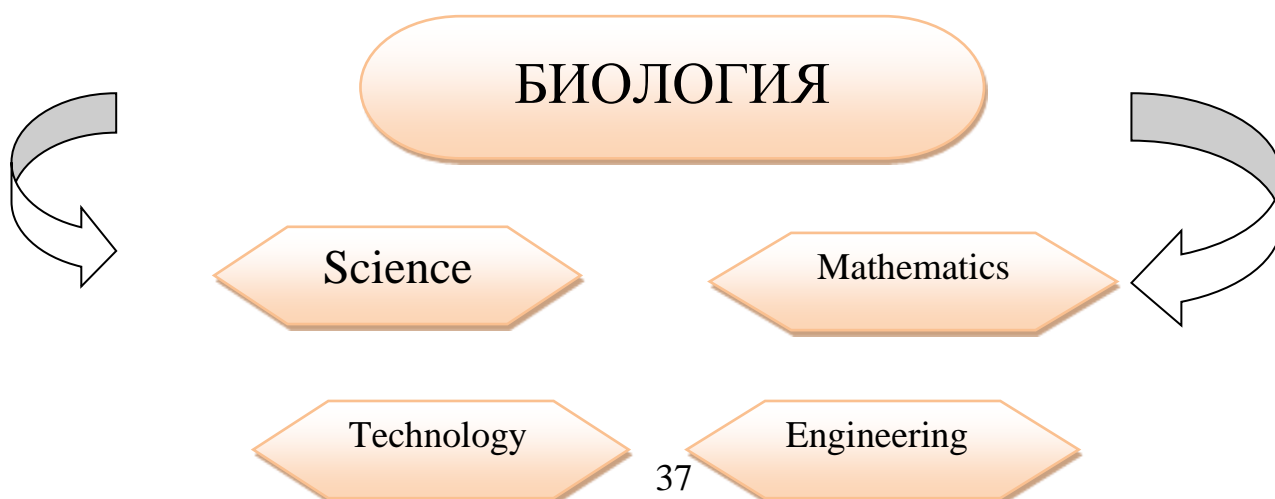 БИОЛОГИЯ
Science
Mathematics
Technology
Engineering
37